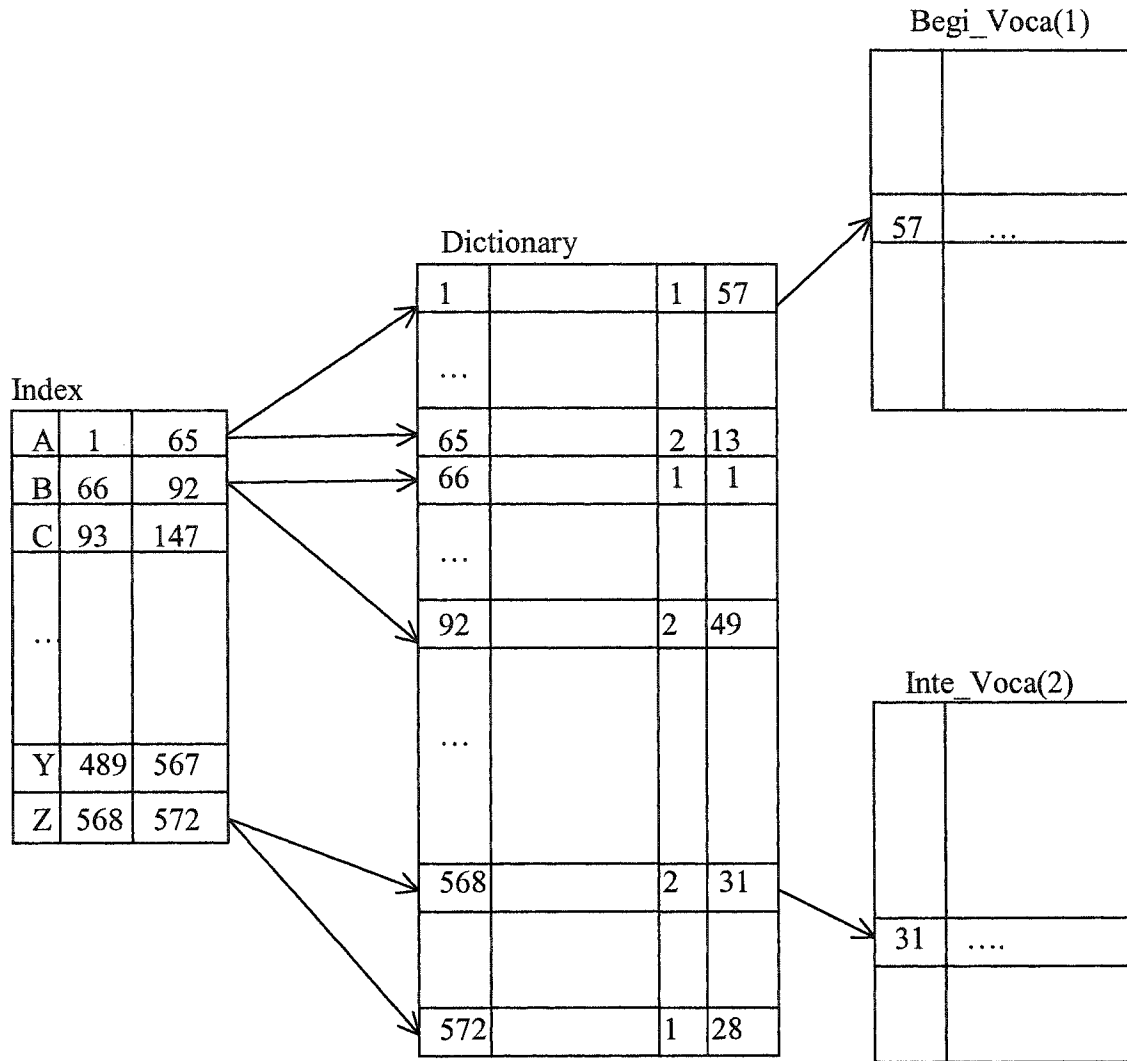 Begi_Voca(1)
57 ...
Dictionary
1 1 57
...
65 2 13
66 1 1
...
92 2 49
...
568 2 31
572 1 28
Index
A 1 65
B 66 92
C 93 147
...
Y 489 567
Z 568 572
Inte_Voca(2)
31 ....